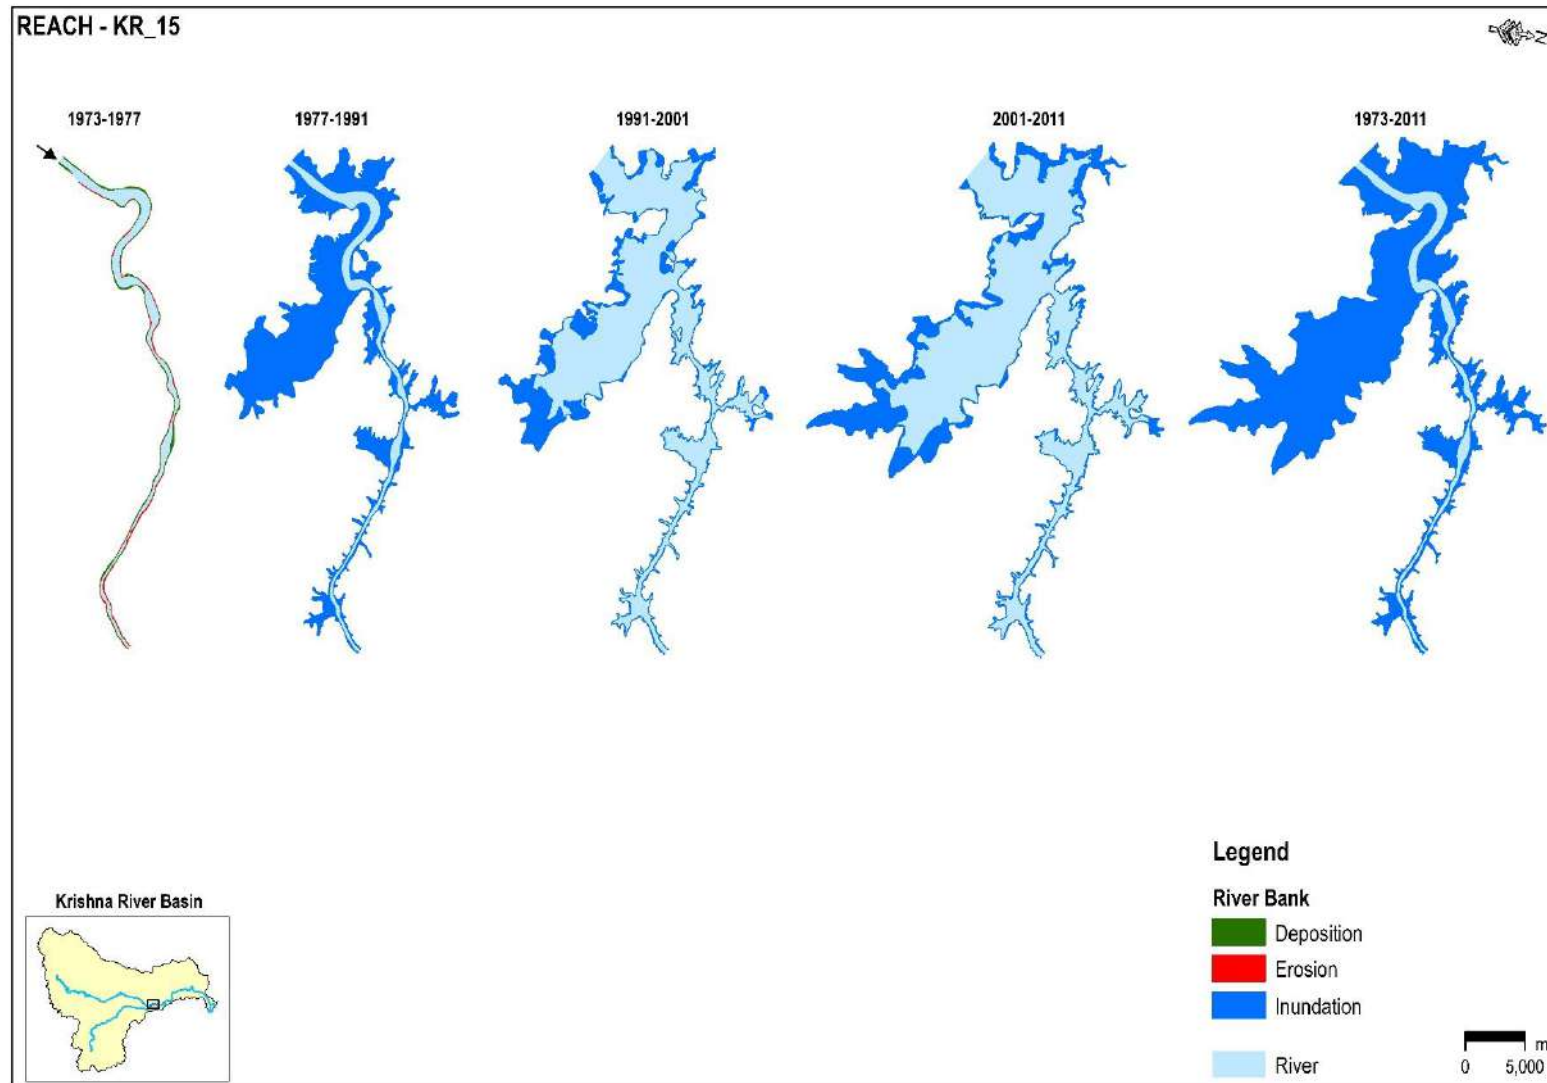 REACH - KR_15
N
1973-1977
1977-1991
1991-2001
2001-2011
1973-2011
Legend
River Bank
Deposition
Erosion
Inundation
River
m
0 5,000
Krishna River Basin